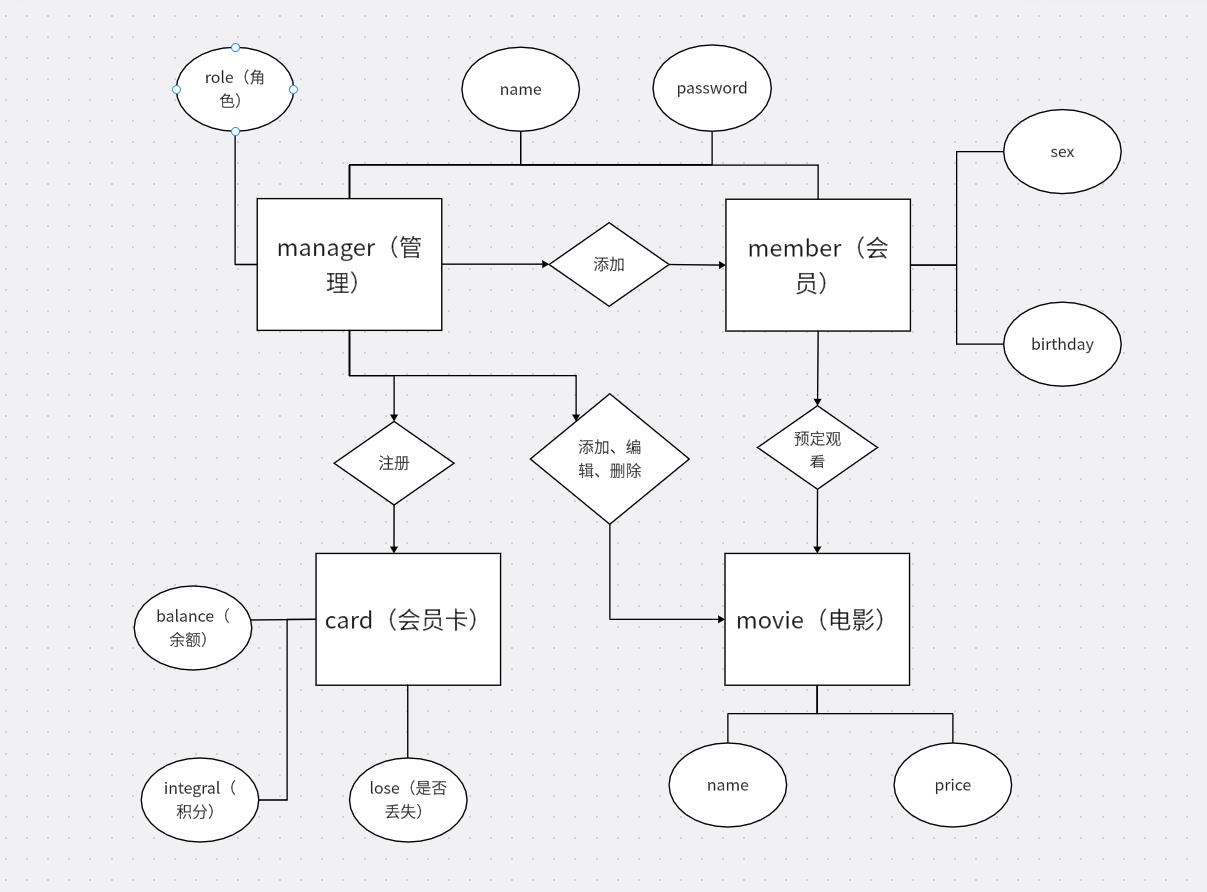 role（角
色）
name
password
sex
manager（管
理）
添加
member（会
员）
birthday
注册
添加、编
辑、删除
预定观
看
balance（
余额）
card（会员卡）
movie（电影）
integral（
积分）
lose（是否
丢失）
name
price